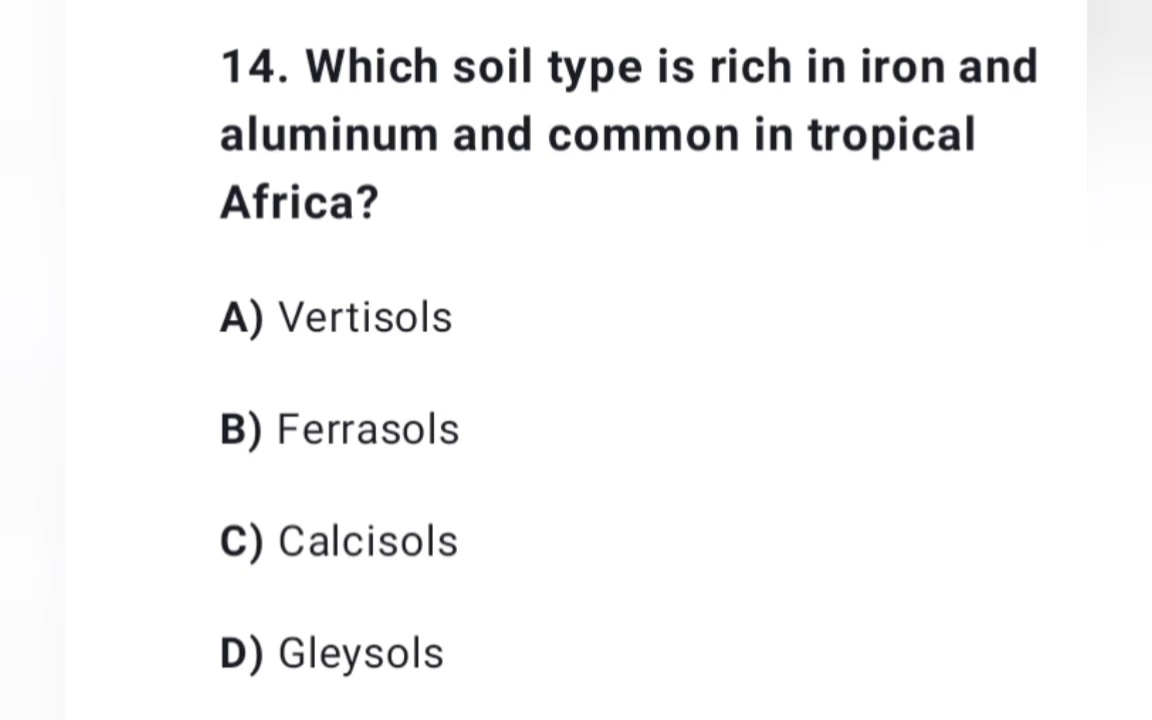 14. Which soil type is rich in iron and
aluminum and common in tropical
Africa?
A) Vertisols
B) Ferrasols
C) Calcisols
D) Gleysols